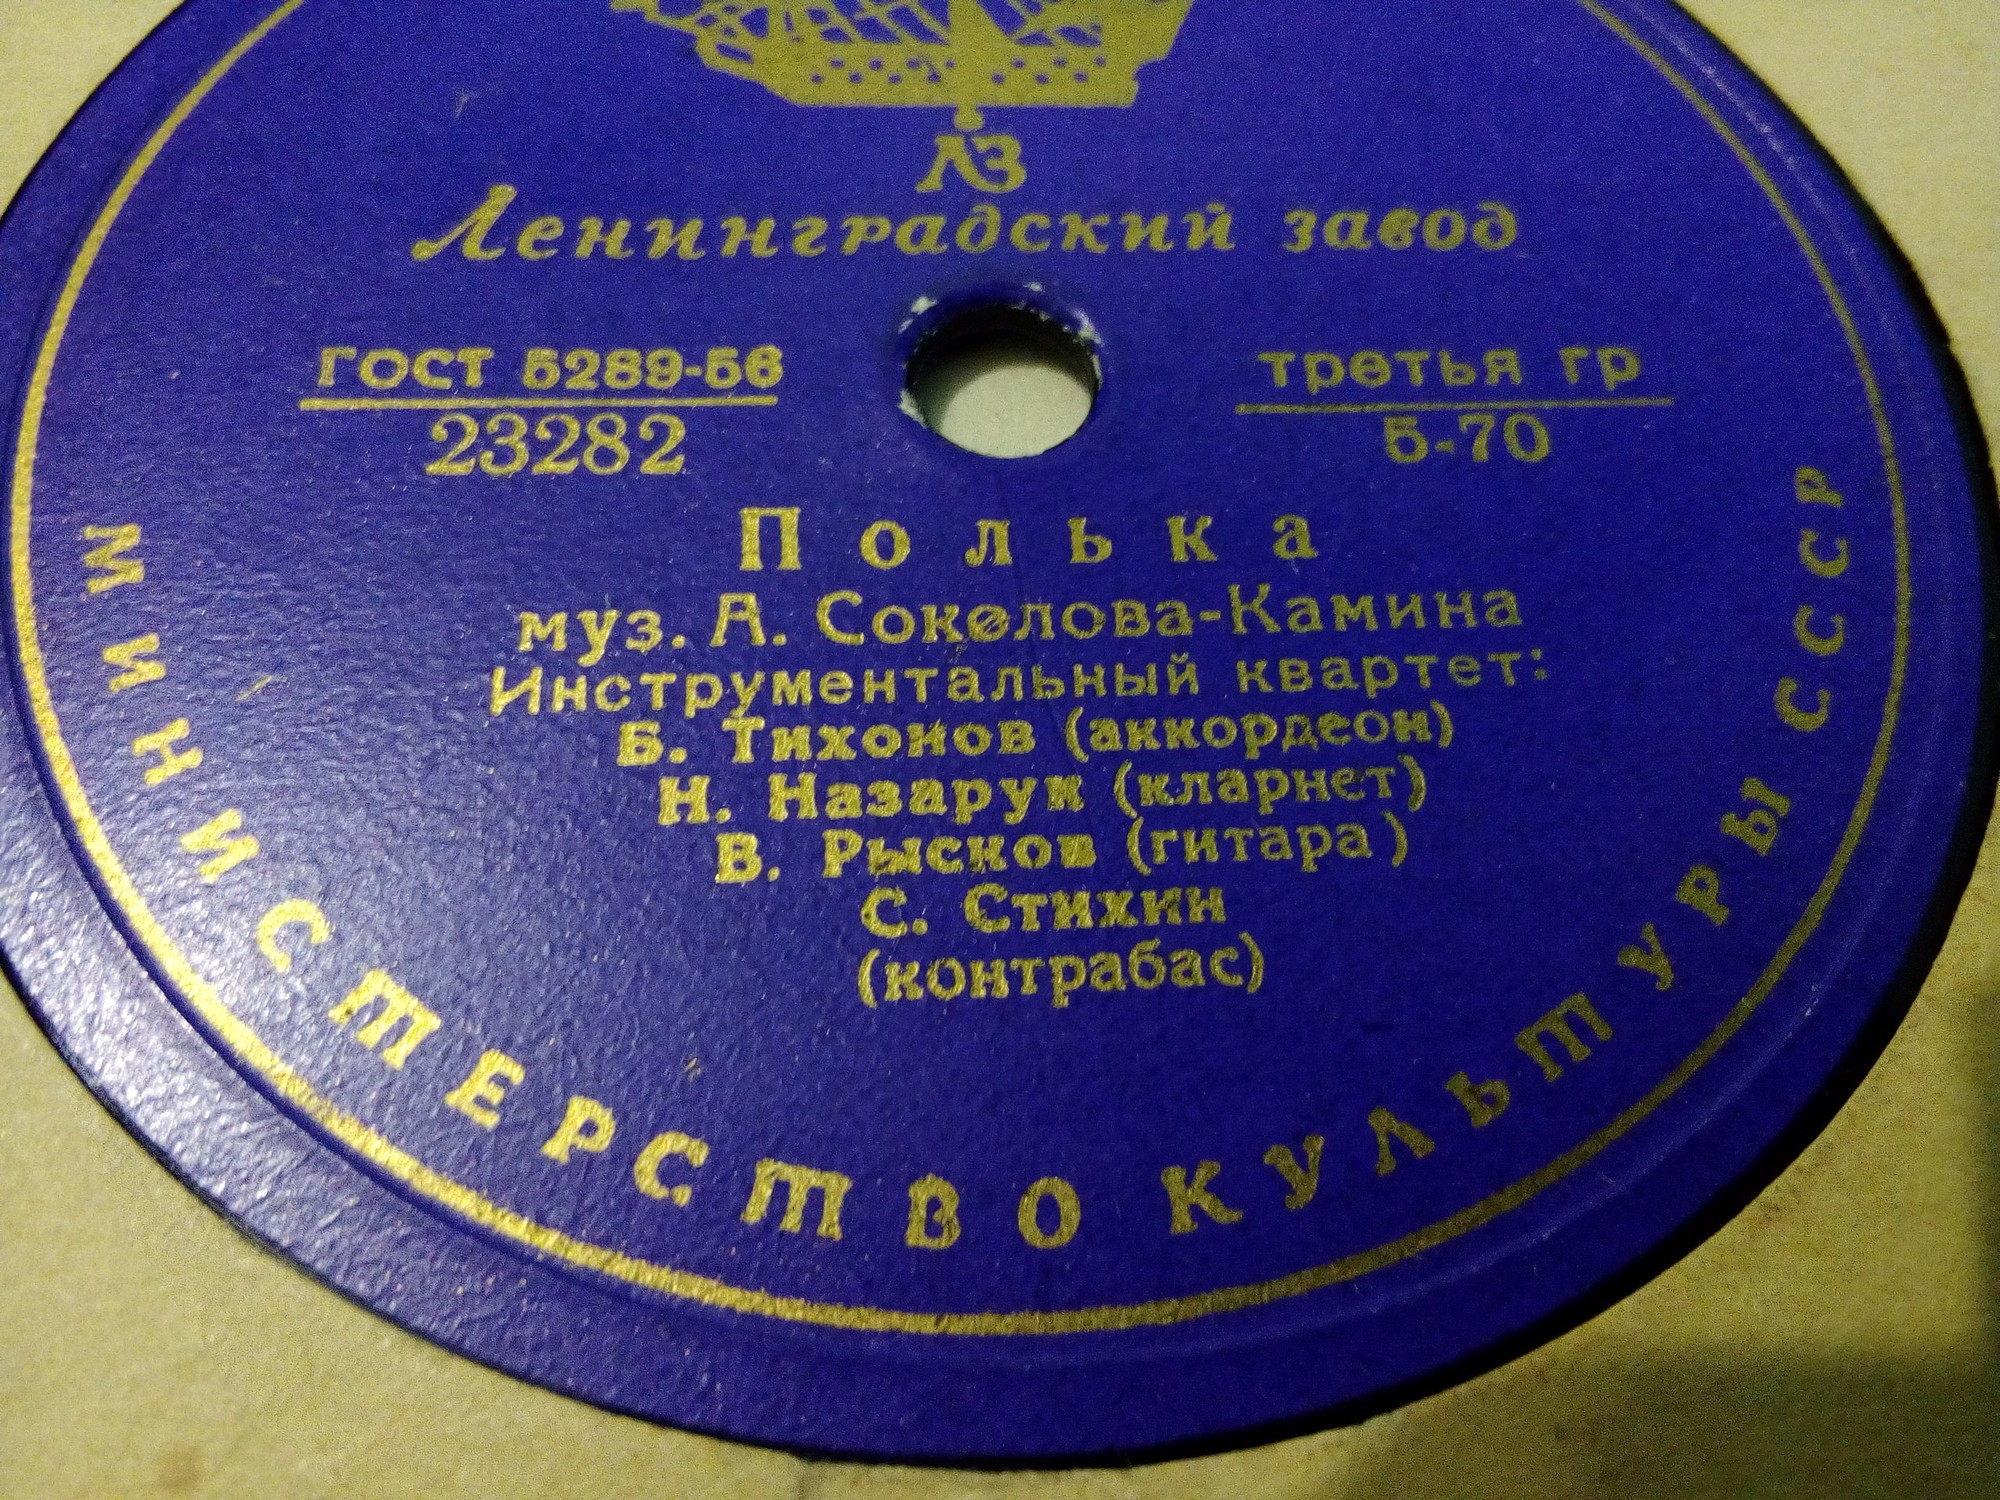 ЛЗ
Ленинградский завод
ГОСТ 5289-56
23282
третья гр
5-70
Полька
муз. А. Соколова-Камина
Инструментальный квартет:
Б. Тихонов (аккордеон)
Н. Назарук (кларнет)
В. Рысков (гитара)
С. Стихин
(контрабас)
МИНИСТЕРСТВО КУЛЬТУРЫ СССР